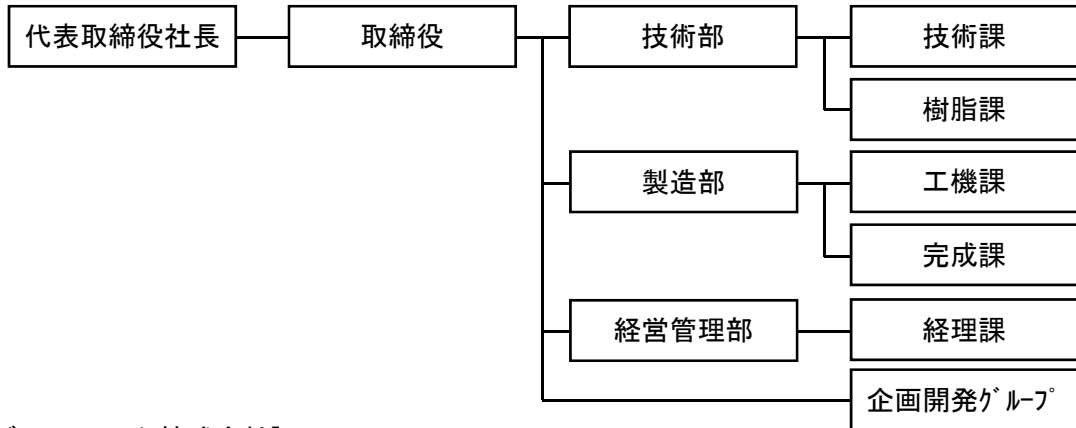 代表取締役社長
取締役
技術部
技術課
樹脂課
製造部
工機課
完成課
経営管理部
経理課
企画開発ｸﾞﾙｰﾌﾟ